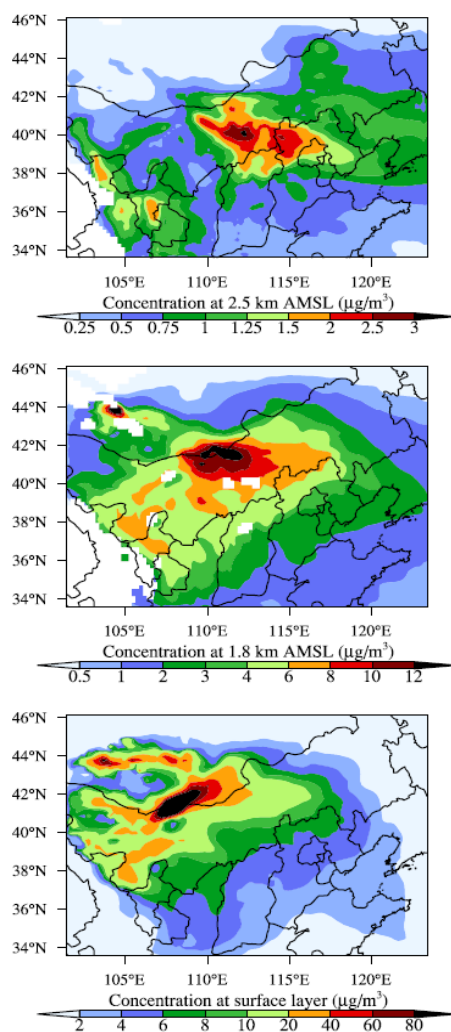 46°N
44°N
42°N
40°N
38°N
36°N
34°N
105°E 110°E 115°E 120°E
Concentration at 2.5 km AMSL (μg/m³)
0.25 0.5 0.75 1 1.25 1.5 2 2.5 3
46°N
44°N
42°N
40°N
38°N
36°N
34°N
105°E 110°E 115°E 120°E
Concentration at 1.8 km AMSL (μg/m³)
0.5 1 2 3 4 6 8 10 12
46°N
44°N
42°N
40°N
38°N
36°N
34°N
105°E 110°E 115°E 120°E
Concentration at surface layer (μg/m³)
2 4 6 8 10 20 40 60 80